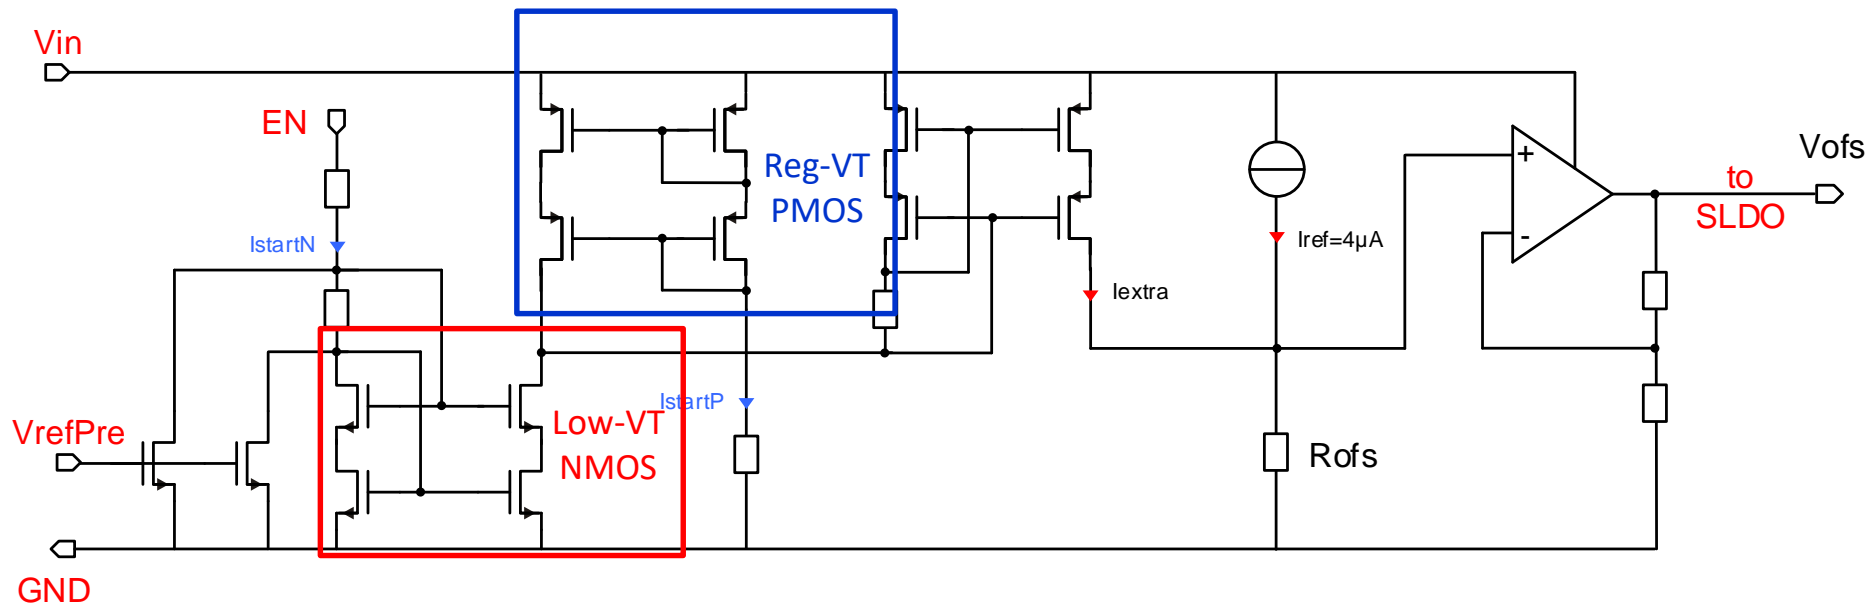 Vin
EN
Reg-VT
PMOS
IstartN
Iref=4µA
Iextra
+
-
Vofs
to
SLDO
IstartP
Low-VT
NMOS
VrefPre
Rofs
GND